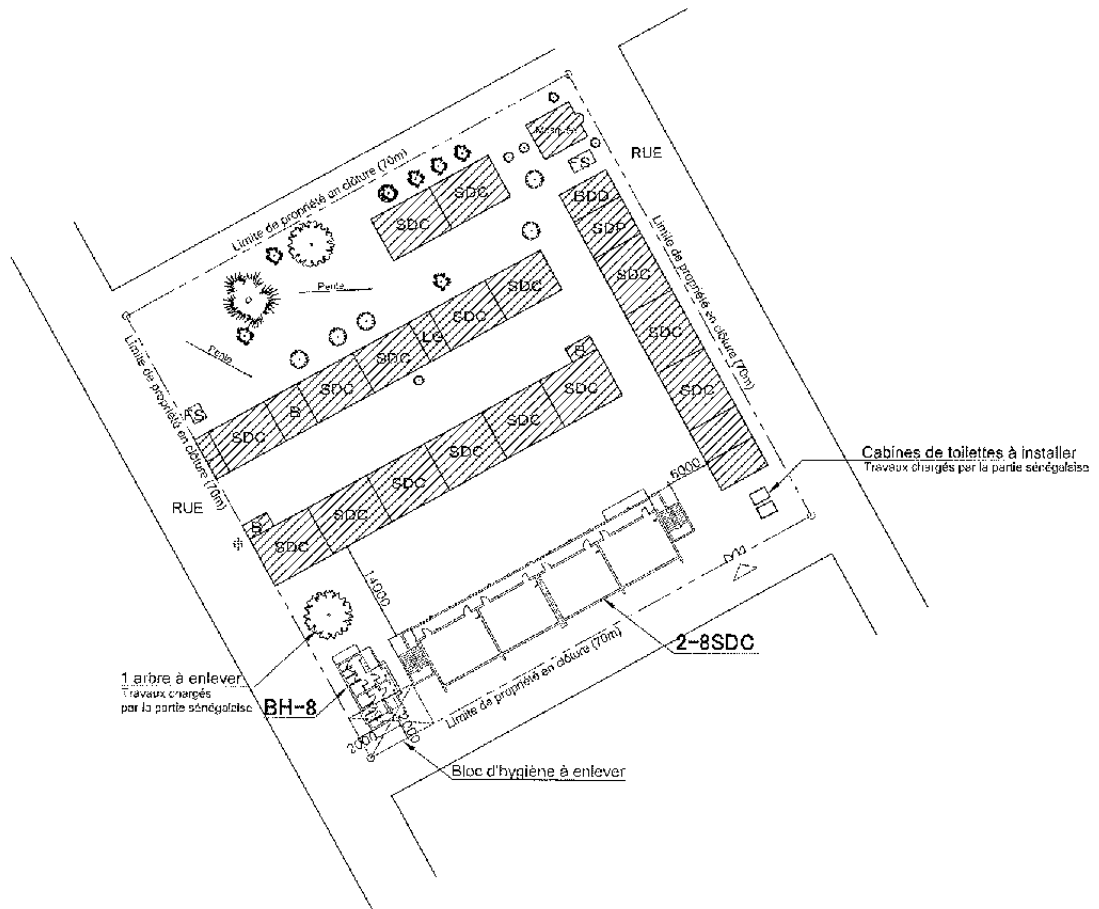 Limite de propriété en clôture (70m)
RUE
SDC
SDC
BDD
SDP
SDC
SDC
SDC
Limite de propriété en clôture (70m)
Pente
Pente
SDC
SDC
LG
SDC
SDC
B
SDC
Limite de propriété en clôture (70m)
RUE
SDC
SDC
SDC
SDC
SDC
Cabines de toilettes à installer
Travaux chargés par la partie sénégalaise
6000
14000
2-8SDC
Limite de propriété en clôture (70m)
1 arbre à enlever
Travaux chargés
par la partie sénégalaise
BH-8
2000
2000
Bloc d'hygiène à enlever